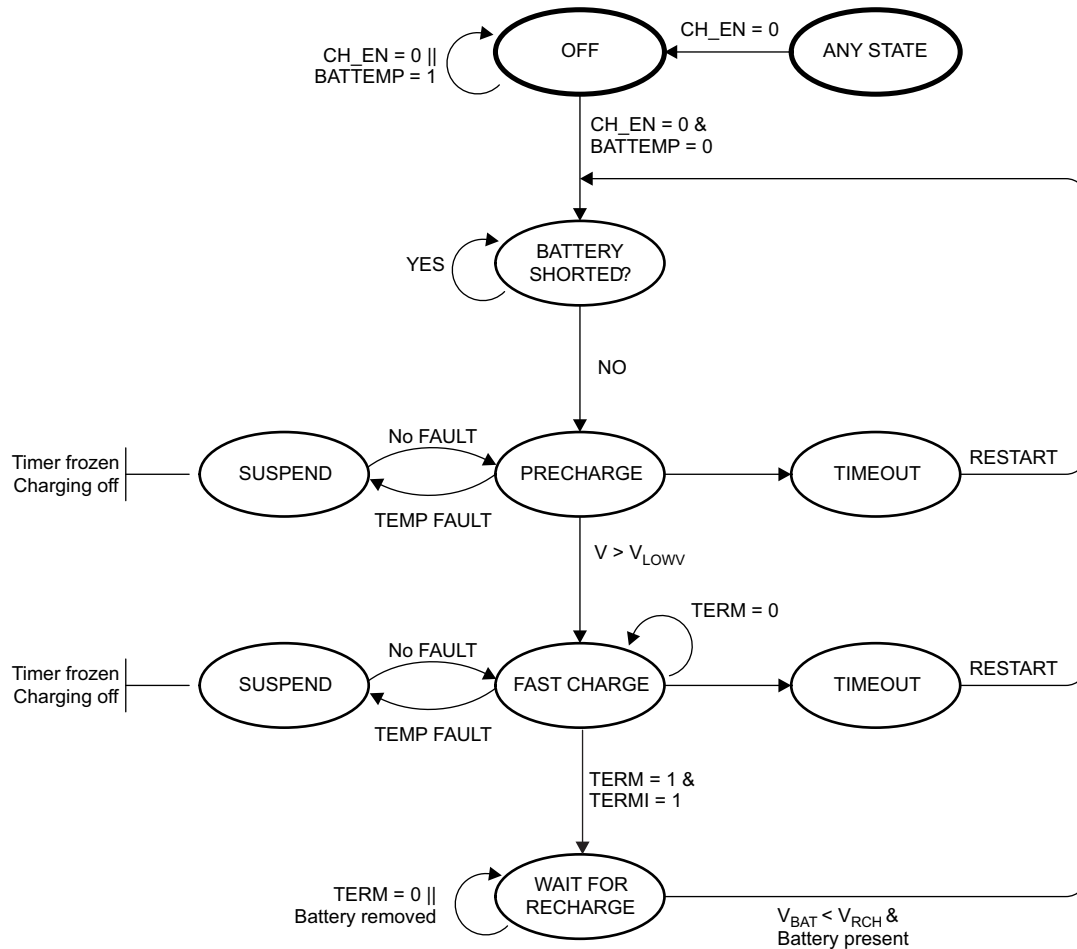 OFF
CH_EN = 0
ANY STATE
CH_EN = 0 ||
BATTEMP = 1
CH_EN = 0 &
BATTEMP = 0
BATTERY
SHORTED?
YES
NO
No FAULT
Timer frozen
Charging off
SUSPEND
PRECHARGE
TIMEOUT
RESTART
TEMP FAULT
V > VLOWV
TERM = 0
No FAULT
Timer frozen
Charging off
SUSPEND
FAST CHARGE
TIMEOUT
RESTART
TEMP FAULT
TERM = 1 &
TERMI = 1
TERM = 0 ||
Battery removed
WAIT FOR
RECHARGE
VBAT < VRCH &
Battery present